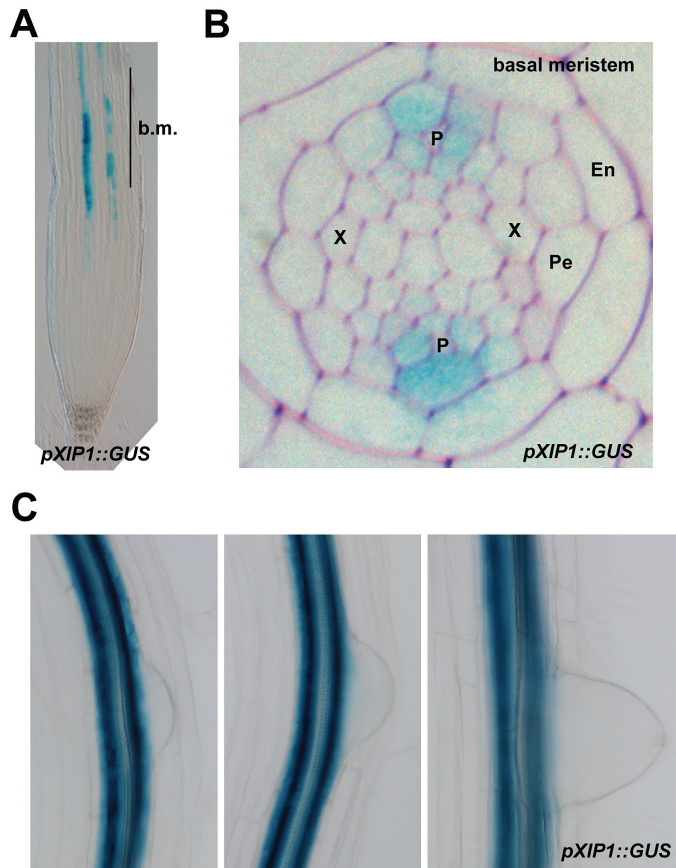 A
B
b.m.
pXIP1::GUS
basal meristem
P
En
X
X
Pe
P
pXIP1::GUS
C
pXIP1::GUS